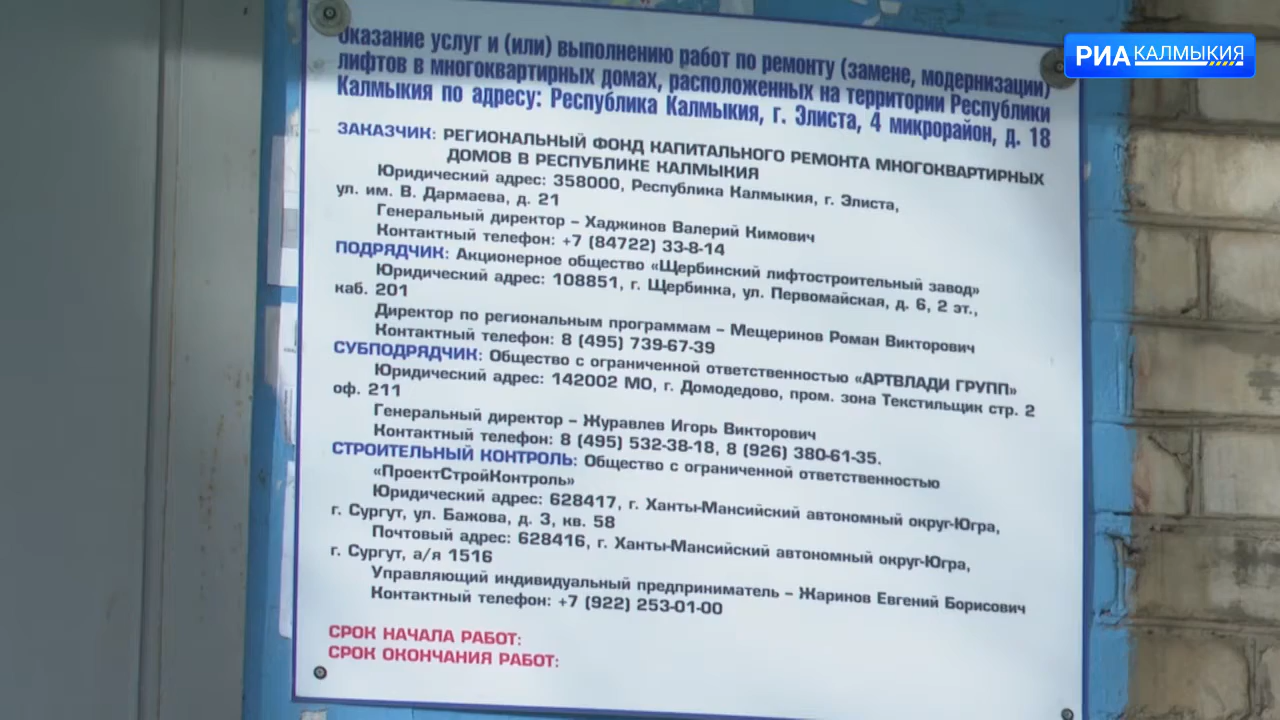 РИА КАЛМЫКИЯ
Оказание услуг и (или) выполнению работ по ремонту (замене, модернизации)
лифтов в многоквартирных домах, расположенных на территории Республики
Калмыкия по адресу: Республика Калмыкия, г. Элиста, 4 микрорайон, д. 18
ЗАКАЗЧИК: РЕГИОНАЛЬНЫЙ ФОНД КАПИТАЛЬНОГО РЕМОНТА МНОГОКВАРТИРНЫХ
ДОМОВ В РЕСПУБЛИКЕ КАЛМЫКИЯ
Юридический адрес: 358000, Республика Калмыкия, г. Элиста,
ул. им. В. Дармаева, д. 21
Генеральный директор – Хаджинов Валерий Кимович
Контактный телефон: +7 (84722) 33-8-14
ПОДРЯДЧИК: Акционерное общество «Щербинский лифтостроительный завод»
Юридический адрес: 108851, г. Щербинка, ул. Первомайская, д. 6, 2 эт.,
каб. 201
Директор по региональным программам – Мещеринов Роман Викторович
Контактный телефон: 8 (495) 739-67-39
СУБПОДРЯДЧИК: Общество с ограниченной ответственностью «АРТВЛАДИ ГРУПП»
Юридический адрес: 142002 МО, г. Домодедово, пром. зона Текстильщик стр. 2
оф. 211
Генеральный директор – Журавлев Игорь Викторович
Контактный телефон: 8 (495) 532-38-18, 8 (926) 380-61-35.
СТРОИТЕЛЬНЫЙ КОНТРОЛЬ: Общество с ограниченной ответственностью
«ПроектСтройКонтроль»
Юридический адрес: 628417, г. Ханты-Мансийский автономный округ-Югра,
г. Сургут, ул. Бажова, д. 3, кв. 58
Почтовый адрес: 628416, г. Ханты-Мансийский автономный округ-Югра,
г. Сургут, а/я 1516
Управляющий индивидуальный предприниматель – Жаринов Евгений Борисович
Контактный телефон: +7 (922) 253-01-00
СРОК НАЧАЛА РАБОТ:
СРОК ОКОНЧАНИЯ РАБОТ: